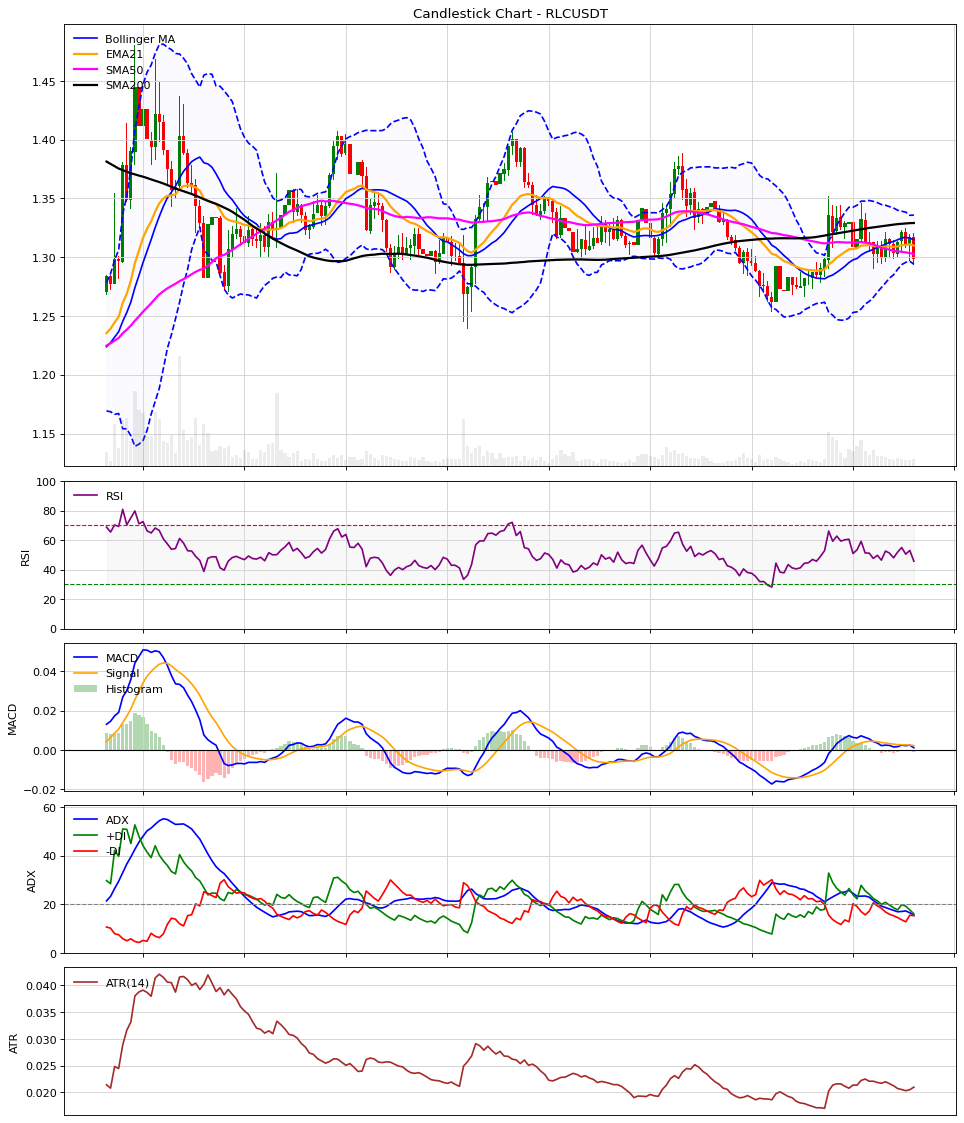 Candlestick Chart - RLCUSDT
Bollinger MA
EMA21
SMA50
SMA200
1.45
1.40
1.35
1.30
1.25
1.20
1.15
RSI
RSI
100
80
60
40
20
0
MACD
Signal
Histogram
MACD
0.04
0.02
0.00
−0.02
ADX
+DI
-DI
ADX
60
40
20
0
ATR(14)
ATR
0.040
0.035
0.030
0.025
0.020